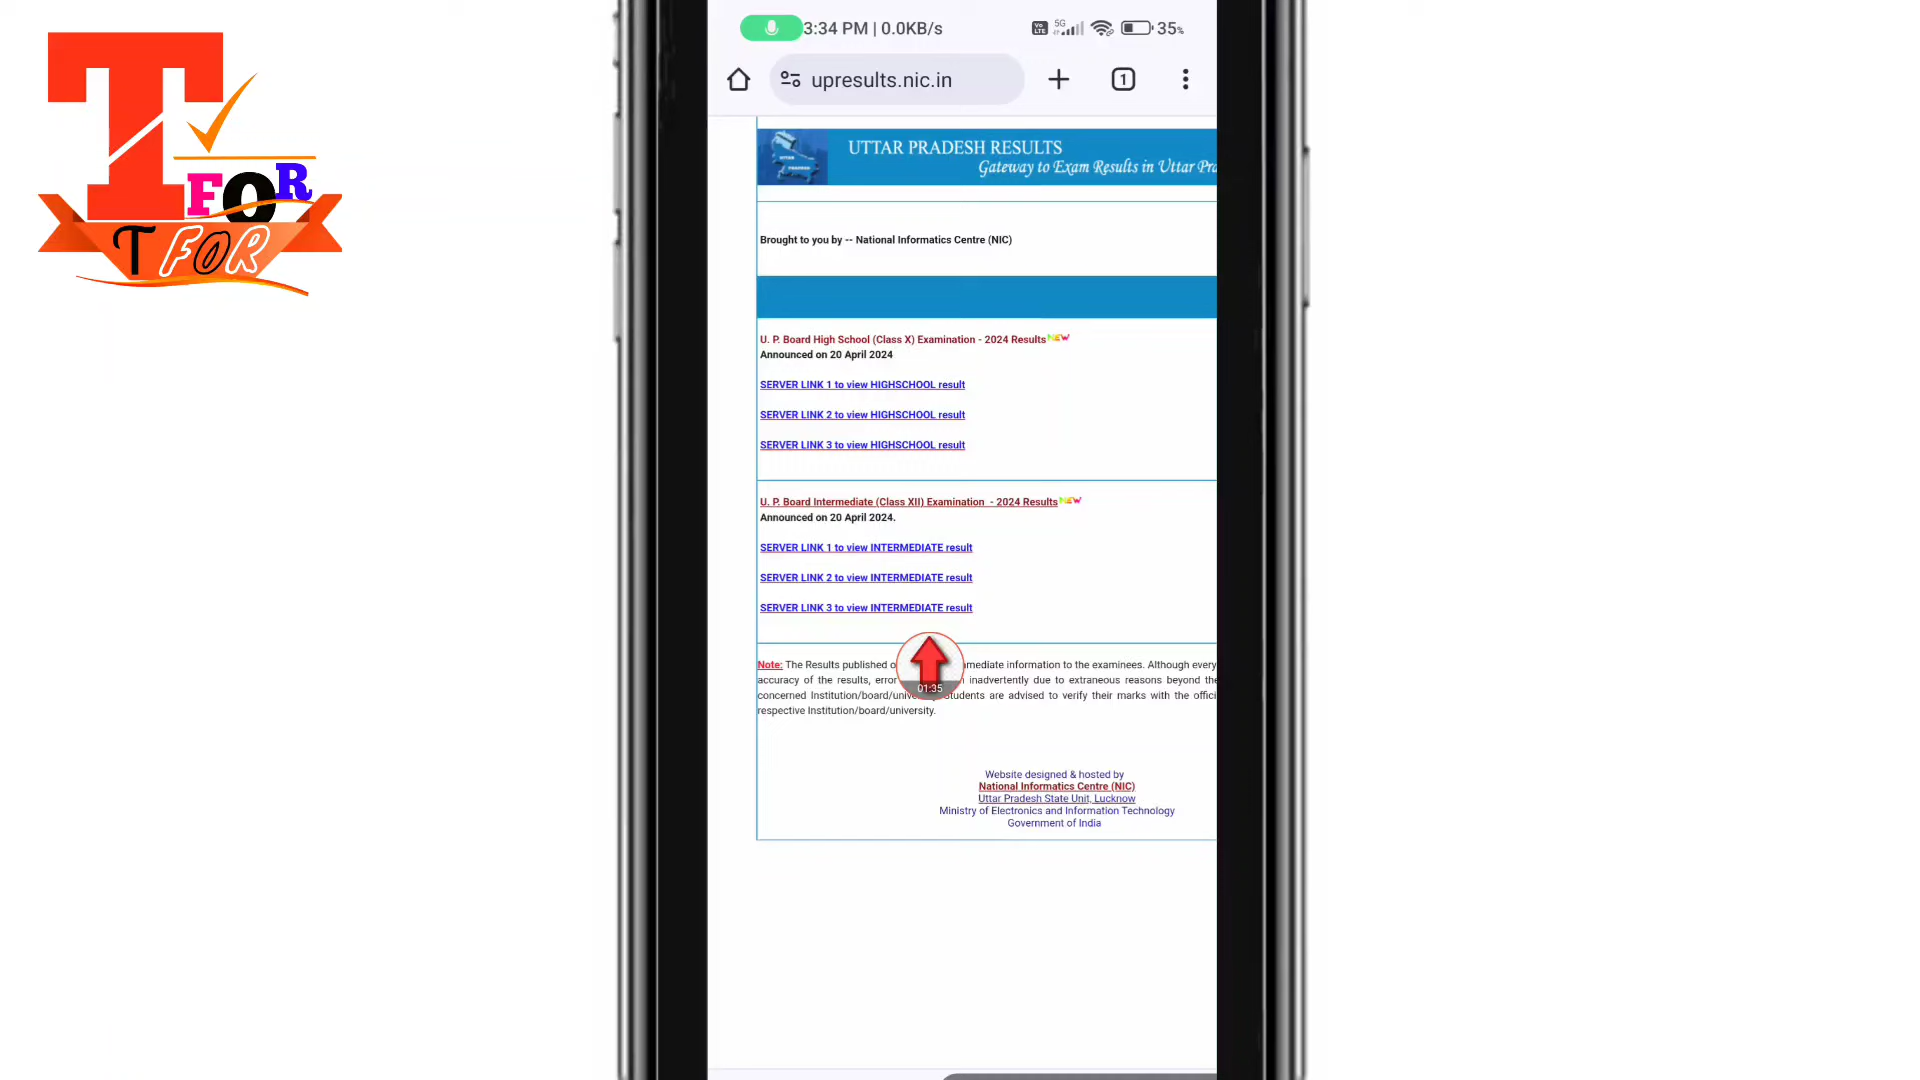 T
FOR
T FOR
3:34 PM | 0.0KB/s
Vo LTE
5G
35%
upresults.nic.in
1
UTTAR PRADESH RESULTS
Gateway to Exam Results in Uttar Pra
UTTAR
PRADESH
Brought to you by -- National Informatics Centre (NIC)
U. P. Board High School (Class X) Examination - 2024 Results NEW
Announced on 20 April 2024
SERVER LINK 1 to view HIGHSCHOOL result
SERVER LINK 2 to view HIGHSCHOOL result
SERVER LINK 3 to view HIGHSCHOOL result
U. P. Board Intermediate (Class XII) Examination - 2024 Results NEW
Announced on 20 April 2024.
SERVER LINK 1 to view INTERMEDIATE result
SERVER LINK 2 to view INTERMEDIATE result
SERVER LINK 3 to view INTERMEDIATE result
Note: The Results published mediate information to the examinees. Although every
accuracy of the results, error inadvertently due to extraneous reasons beyond the
01:35
concerned Institution/board/ Students are advised to verify their marks with the offici
respective Institution/board/university.
Website designed & hosted by
National Informatics Centre (NIC)
Uttar Pradesh State Unit, Lucknow
Ministry of Electronics and Information Technology
Government of India